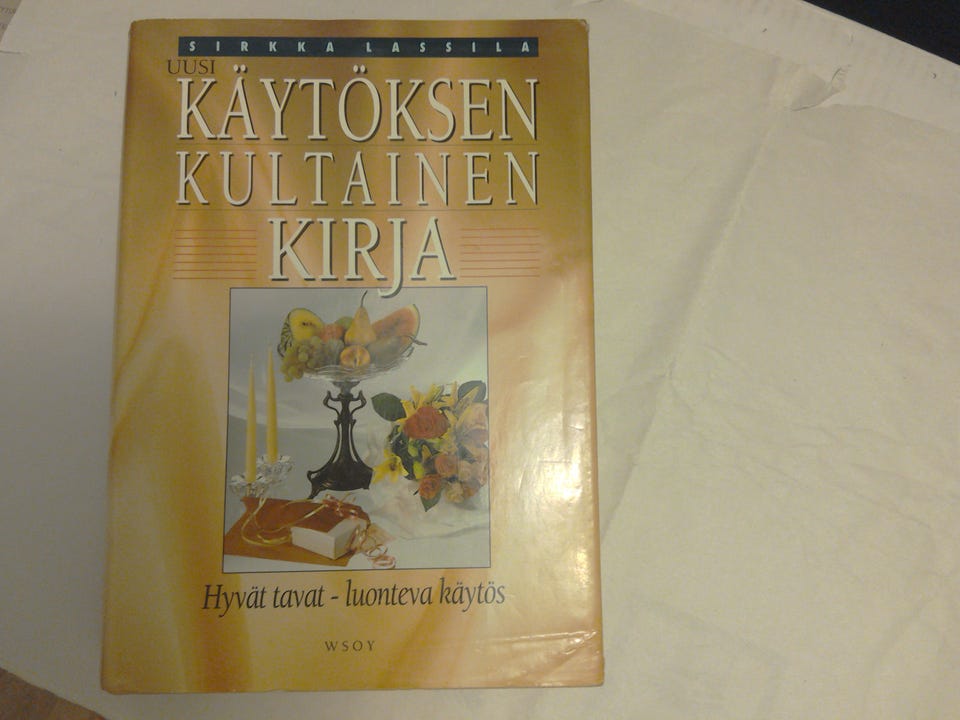 SIRKKA LASSILA
UUSI
KÄYTÖKSEN
KULTAINEN
KIRJA
Hyvät tavat - luonteva käytös
WSOY